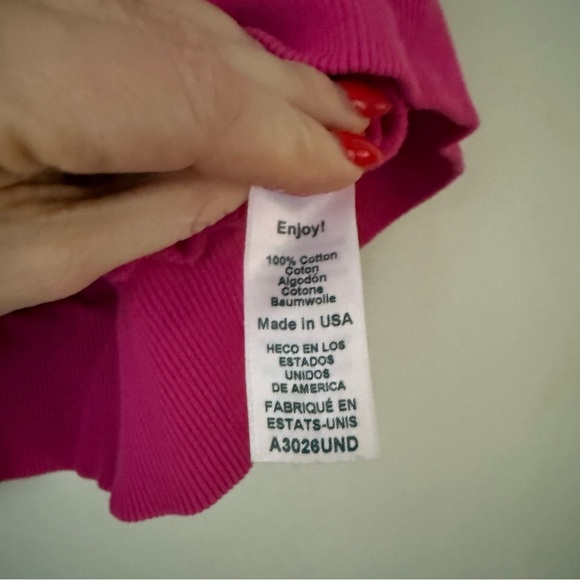 Enjoy!
100% Cotton
Coton
Algodón
Cotone
Baumwolle
Made in USA
HECO EN LOS
ESTADOS
UNIDOS
DE AMERICA
FABRIQUÉ EN
ESTATS-UNIS
A3026UND